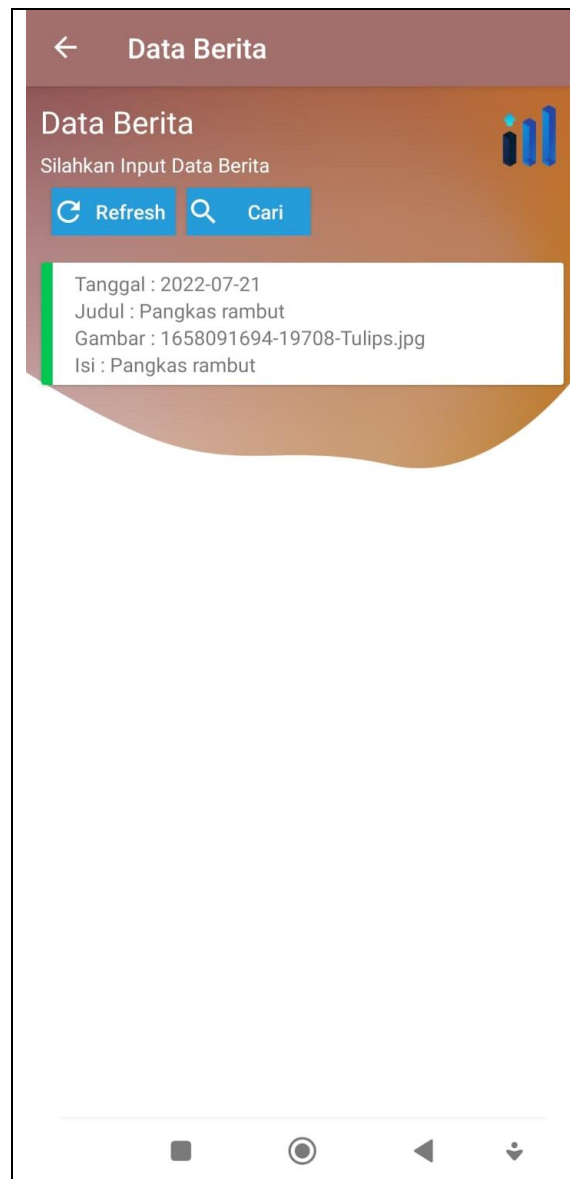 Data Berita
Data Berita
Silahkan Input Data Berita
Refresh Cari
Tanggal : 2022-07-21
Judul : Pangkas rambut
Gambar : 1658091694-19708-Tulips.jpg
Isi : Pangkas rambut